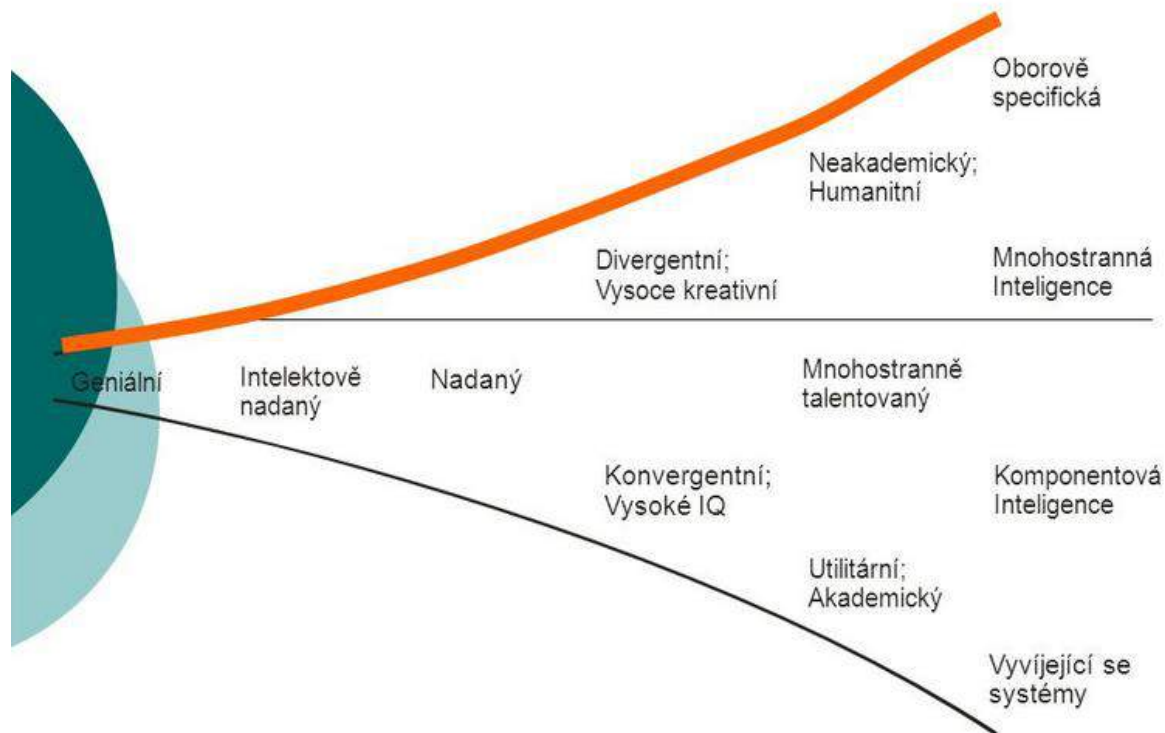 Oborově
specifická
Neakademický;
Humanitní
Divergentní;
Vysoce kreativní
Mnohostranná
Inteligence
Geniální
Intelektově
nadaný
Nadaný
Mnohostranně
talentovaný
Konvergentní;
Vysoké IQ
Komponentová
Inteligence
Utilitární;
Akademický
Vyvíjející se
systémy